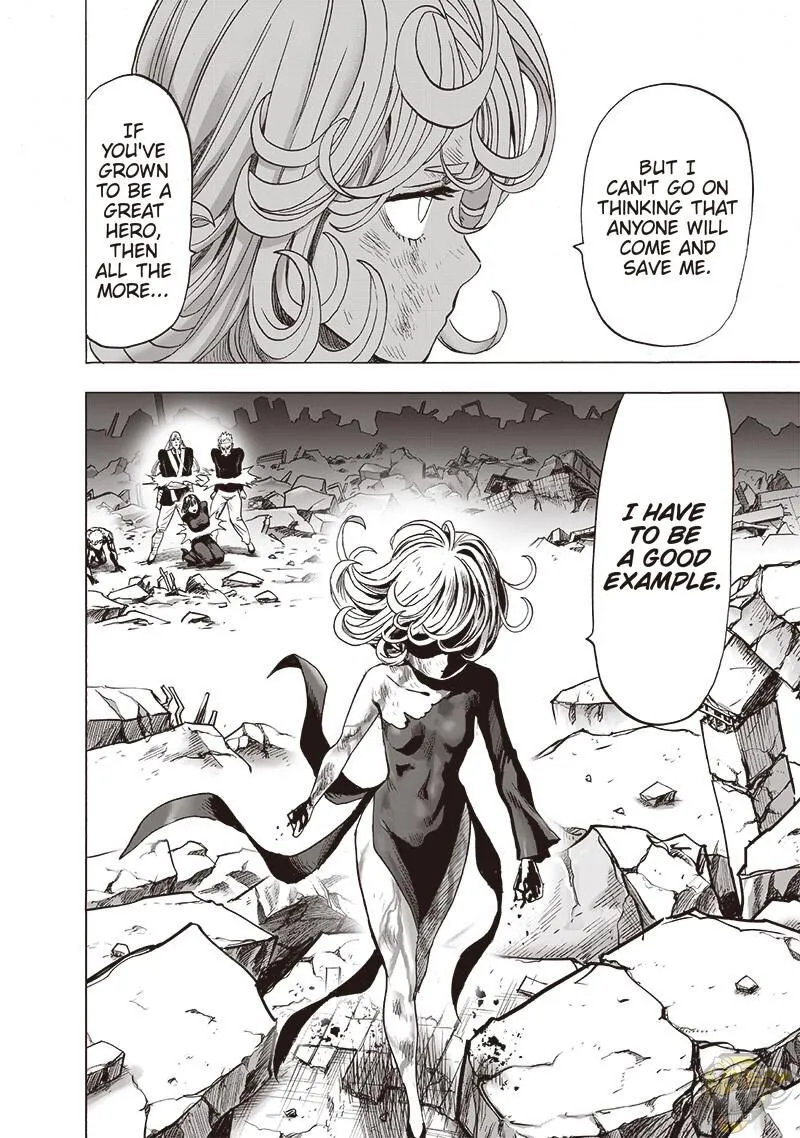 BUT I
CAN'T GO ON
THINKING THAT
ANYONE WILL
COME AND
SAVE ME.
IF
YOU'VE
GROWN
TO BE A
GREAT
HERO,
THEN
ALL THE
MORE...
I HAVE
TO BE
A GOOD
EXAMPLE.